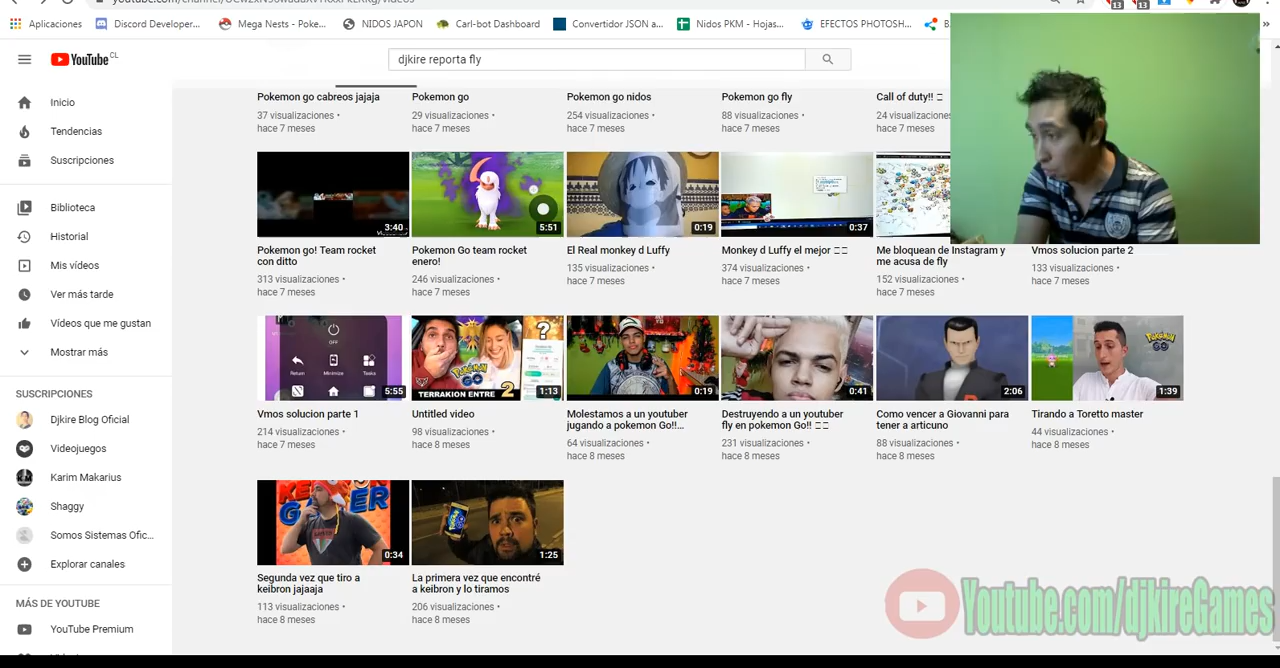 Aplicaciones
Discord Developer...
Mega Nests - Poke...
NIDOS JAPON
Carl-bot Dashboard
Convertidor JSON a...
Nidos PKM - Hojas...
EFECTOS PHOTOSH...
»
13
13
YouTube CL
djkire reporta fly
Inicio
Tendencias
Suscripciones
Biblioteca
Historial
Mis vídeos
Ver más tarde
Vídeos que me gustan
Mostrar más
SUSCRIPCIONES
Djkire Blog Oficial
Videojuegos
Karim Makarius
Shaggy
Somos Sistemas Ofic...
Explorar canales
MÁS DE YOUTUBE
YouTube Premium
Pokemon go cabreos jajaja
37 visualizaciones •
hace 7 meses
Pokemon go
29 visualizaciones •
hace 7 meses
Pokemon go nidos
254 visualizaciones •
hace 7 meses
Pokemon go fly
88 visualizaciones •
hace 7 meses
Call of duty!!
24 visualizaciones
hace 7 meses
3:40
Pokemon go! Team rocket
con ditto
313 visualizaciones •
hace 7 meses
5:51
Pokemon Go team rocket
enero!
246 visualizaciones •
hace 7 meses
0:19
El Real monkey d Luffy
135 visualizaciones •
hace 7 meses
0:37
Monkey d Luffy el mejor
374 visualizaciones •
hace 7 meses
Me bloquean de Instagram y
me acusa de fly
152 visualizaciones •
hace 7 meses
Vmos solucion parte 2
133 visualizaciones •
hace 7 meses
OFF
Return
Minimize
Tasks
5:55
Vmos solucion parte 1
214 visualizaciones •
hace 7 meses
?
POKÉMON
GO
TERRAKION ENTRE 2
1:13
Untitled video
98 visualizaciones •
hace 8 meses
0:19
Molestamos a un youtuber
jugando a pokemon Go!!...
64 visualizaciones •
hace 8 meses
0:41
Destruyendo a un youtuber
fly en pokemon Go!!
231 visualizaciones •
hace 8 meses
2:06
Como vencer a Giovanni para
tener a articuno
88 visualizaciones •
hace 8 meses
POKÉMON
GO
1:39
Tirando a Toretto master
44 visualizaciones •
hace 8 meses
0:34
Segunda vez que tiro a
keibron jajaaja
113 visualizaciones •
hace 8 meses
1:25
La primera vez que encontré
a keibron y lo tiramos
206 visualizaciones •
hace 8 meses
Youtube.com/djkireGames